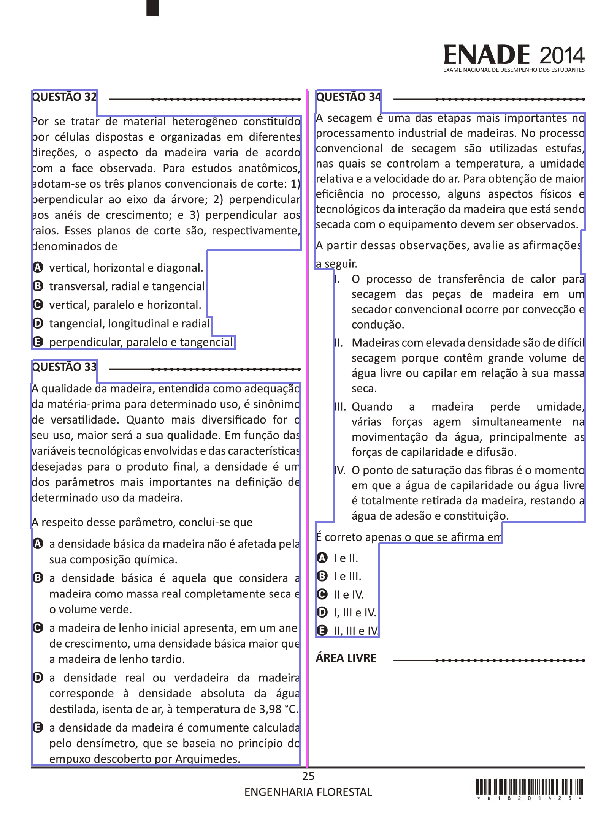 ENADE 2014
EXAME NACIONAL DE DESEMPENHO DOS ESTUDANTES
QUESTÃO 32
Por se tratar de material heterogêneo constituído
por células dispostas e organizadas em diferentes
direções, o aspecto da madeira varia de acordo
com a face observada. Para estudos anatômicos,
adotam-se os três planos convencionais de corte: 1)
perpendicular ao eixo da árvore; 2) perpendicular
aos anéis de crescimento; e 3) perpendicular aos
raios. Esses planos de corte são, respectivamente,
denominados de
A vertical, horizontal e diagonal.
B transversal, radial e tangencial
C vertical, paralelo e horizontal.
D tangencial, longitudinal e radial
E perpendicular, paralelo e tangencial
QUESTÃO 33
A qualidade da madeira, entendida como adequação
da matéria-prima para determinado uso, é sinônimo
de versatilidade. Quanto mais diversificado for o
seu uso, maior será a sua qualidade. Em função das
variáveis tecnológicas envolvidas e das características
desejadas para o produto final, a densidade é um
dos parâmetros mais importantes na definição de
determinado uso da madeira.
A respeito desse parâmetro, conclui-se que
A a densidade básica da madeira não é afetada pela
sua composição química.
B a densidade básica é aquela que considera a
madeira como massa real completamente seca e
o volume verde.
C a madeira de lenho inicial apresenta, em um ane
de crescimento, uma densidade básica maior que
a madeira de lenho tardio.
D a densidade real ou verdadeira da madeira
corresponde à densidade absoluta da água
destilada, isenta de ar, à temperatura de 3,98 °C.
E a densidade da madeira é comumente calculada
pelo densímetro, que se baseia no princípio do
empuxo descoberto por Arquimedes.
QUESTÃO 34
A secagem é uma das etapas mais importantes no
processamento industrial de madeiras. No processo
convencional de secagem são utilizadas estufas,
nas quais se controlam a temperatura, a umidade
relativa e a velocidade do ar. Para obtenção de maior
eficiência no processo, alguns aspectos físicos e
tecnológicos da interação da madeira que está sendo
secada com o equipamento devem ser observados.
A partir dessas observações, avalie as afirmações
a seguir.
I. O processo de transferência de calor para
secagem das peças de madeira em um
secador convencional ocorre por convecção e
condução.
II. Madeiras com elevada densidade são de difícil
secagem porque contêm grande volume de
água livre ou capilar em relação à sua massa
seca.
III. Quando a madeira perde umidade,
várias forças agem simultaneamente na
movimentação da água, principalmente as
forças de capilaridade e difusão.
IV. O ponto de saturação das fibras é o momento
em que a água de capilaridade ou água livre
é totalmente retirada da madeira, restando a
água de adesão e constituição.
É correto apenas o que se afirma em
A I e II.
B I e III.
C II e IV.
D I, III e IV.
E II, III e IV
ÁREA LIVRE
25
ENGENHARIA FLORESTAL